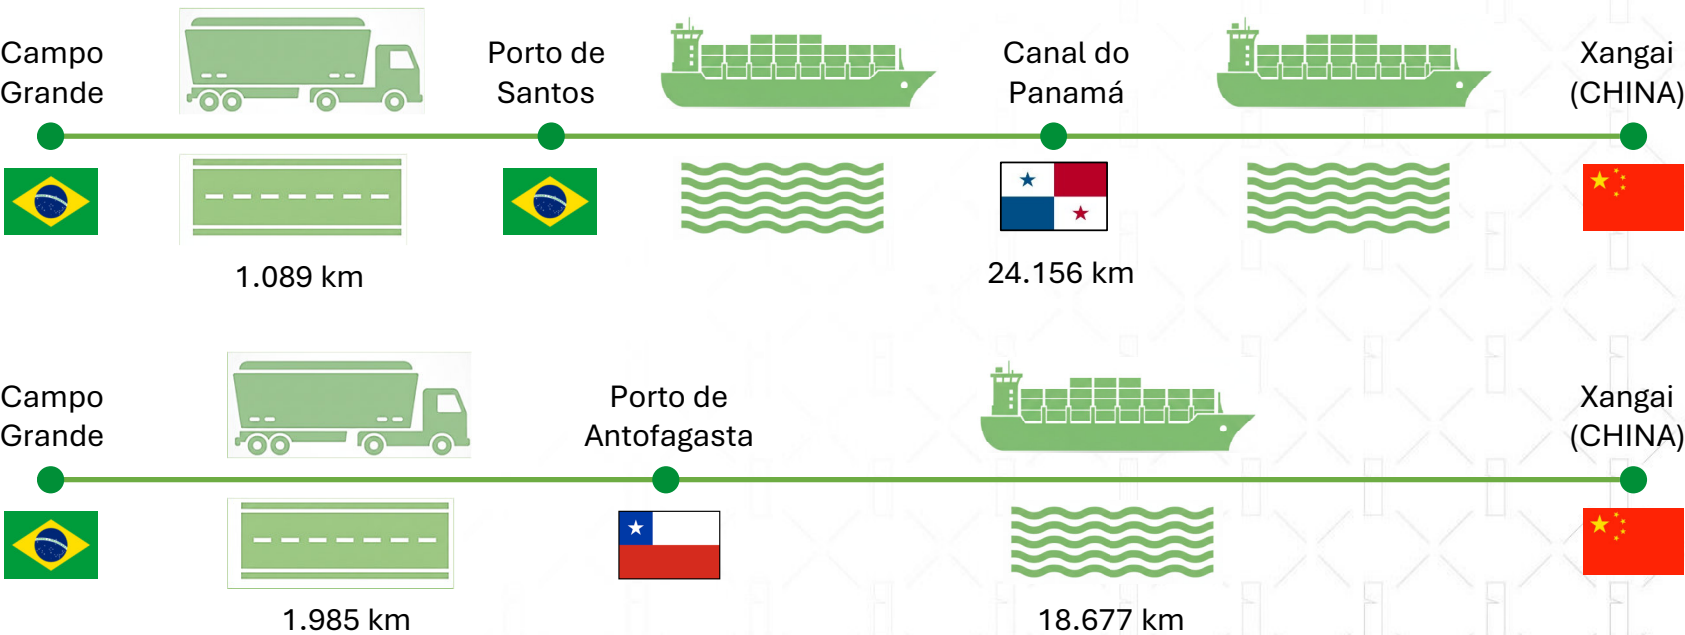 Campo
Grande
Porto de
Santos
Canal do
Panamá
Xangai
(CHINA)
1.089 km
24.156 km
Campo
Grande
Porto de
Antofagasta
Xangai
(CHINA)
1.985 km
18.677 km